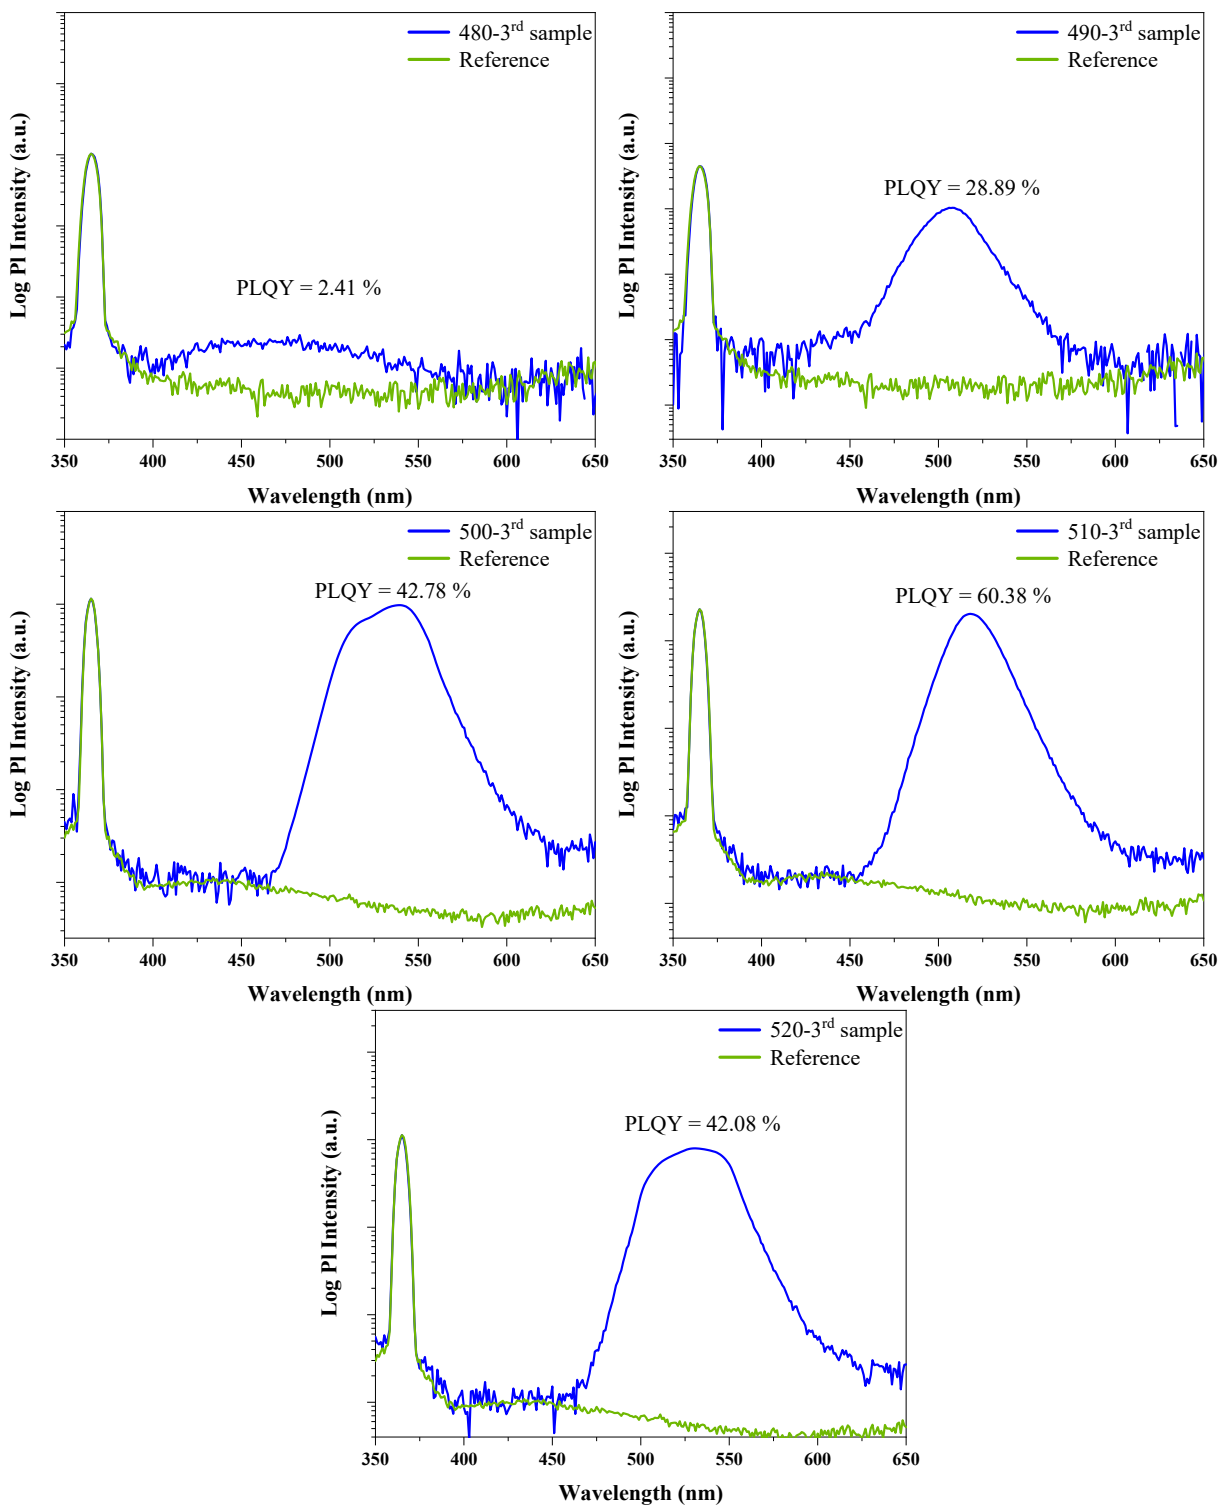 480-3rd sample
Reference
PLQY = 2.41 %
Log Pl Intensity (a.u.)
350 400 450 500 550 600 650
Wavelength (nm)
490-3rd sample
Reference
PLQY = 28.89 %
Log Pl Intensity (a.u.)
350 400 450 500 550 600 650
Wavelength (nm)
500-3rd sample
Reference
PLQY = 42.78 %
Log Pl Intensity (a.u.)
350 400 450 500 550 600 650
Wavelength (nm)
510-3rd sample
Reference
PLQY = 60.38 %
Log Pl Intensity (a.u.)
350 400 450 500 550 600 650
Wavelength (nm)
520-3rd sample
Reference
PLQY = 42.08 %
Log Pl Intensity (a.u.)
350 400 450 500 550 600 650
Wavelength (nm)